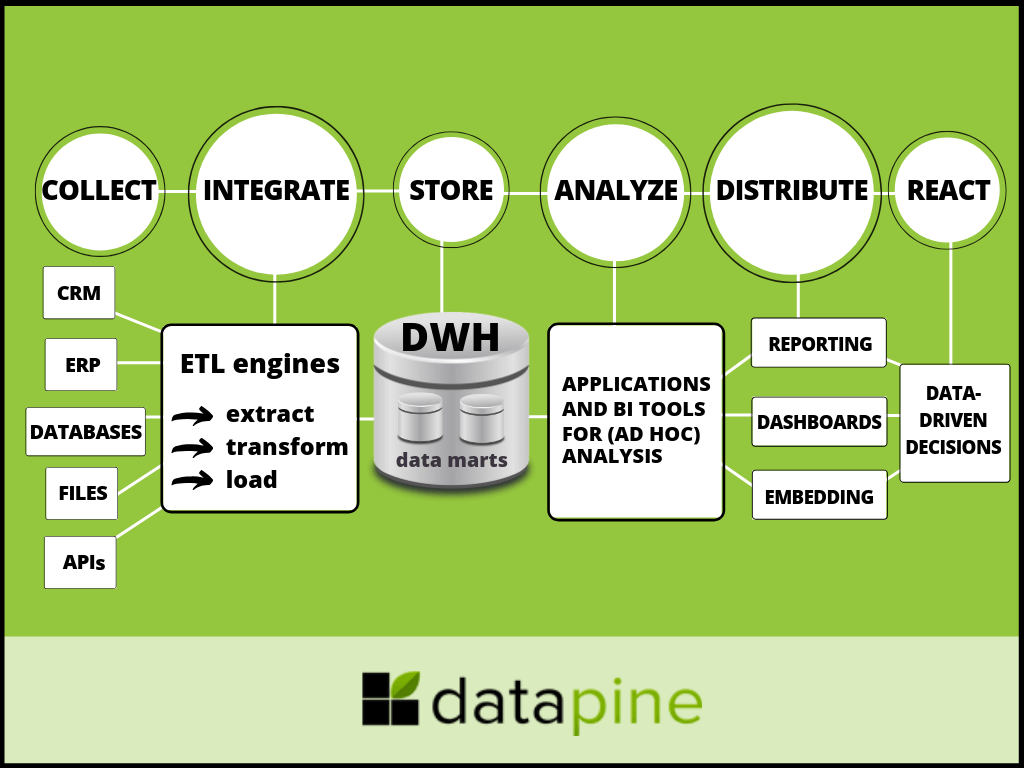 COLLECT
INTEGRATE
STORE
ANALYZE
DISTRIBUTE
REACT
CRM
ERP
DATABASES
FILES
APIs
ETL engines
extract
transform
load
DWH
data marts
APPLICATIONS
AND BI TOOLS
FOR (AD HOC)
ANALYSIS
REPORTING
DASHBOARDS
EMBEDDING
DATA-
DRIVEN
DECISIONS
datapine